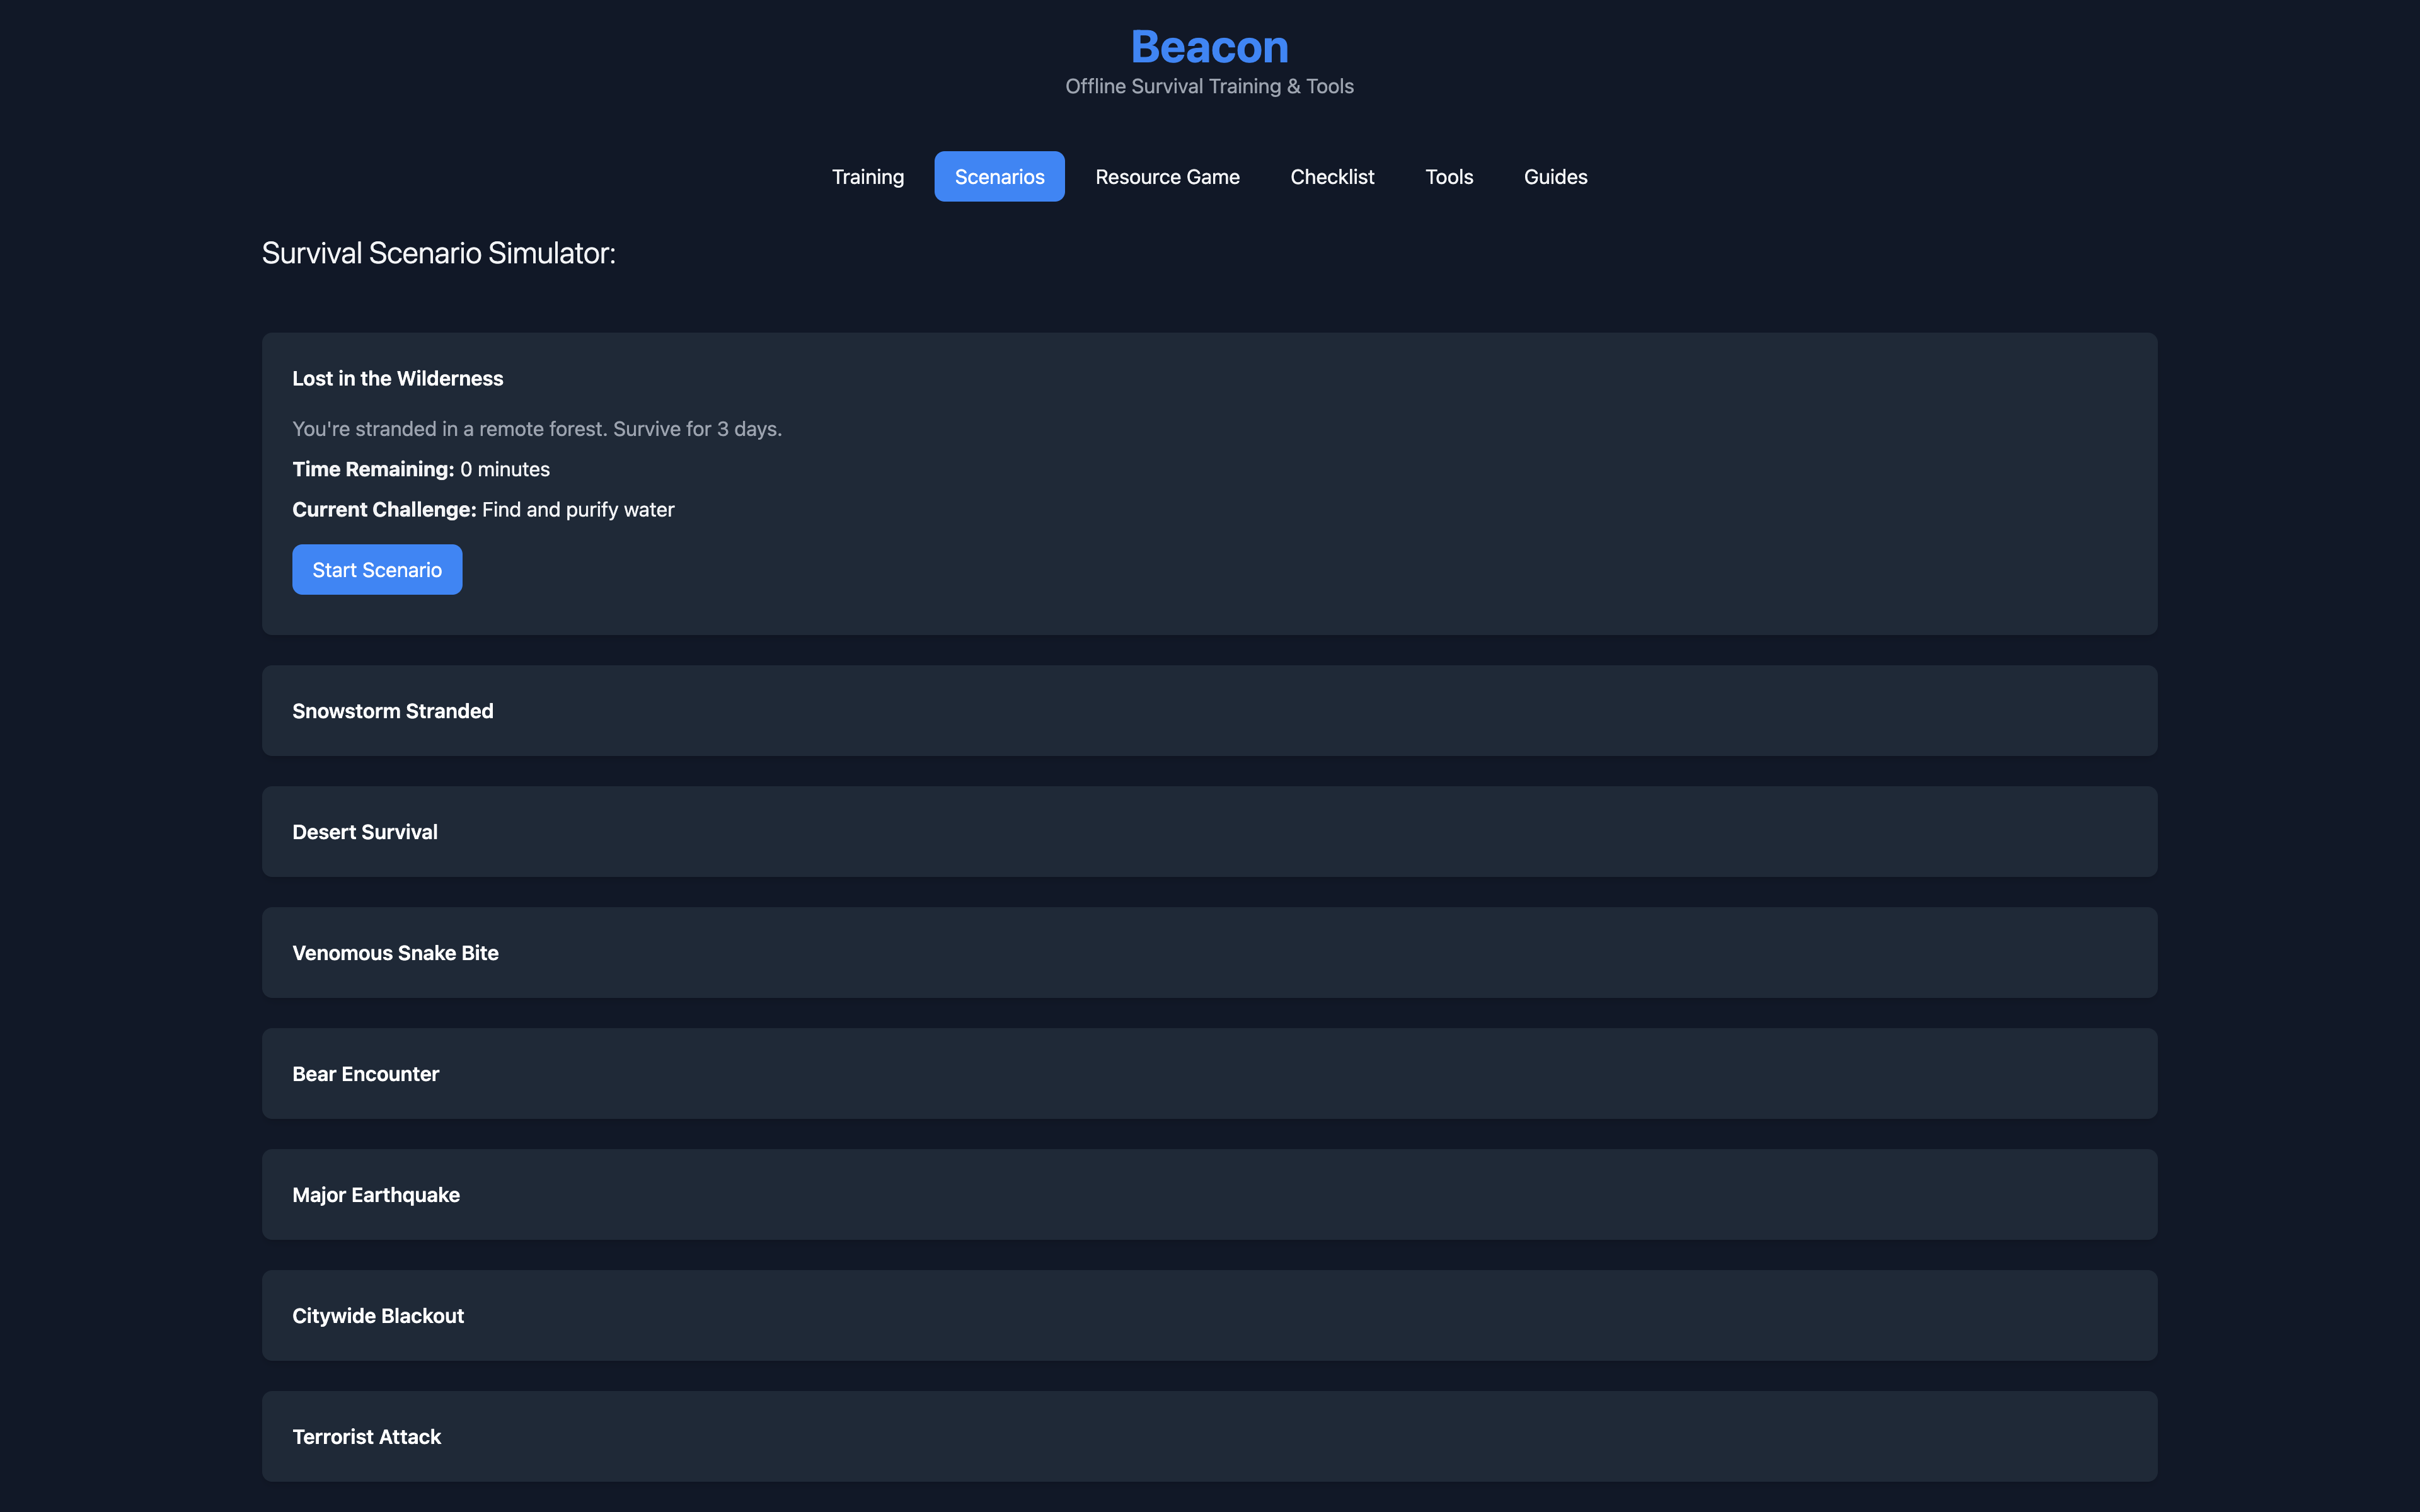 Beacon
Offline Survival Training & Tools
Training Scenarios Resource Game Checklist Tools Guides
Survival Scenario Simulator:
Lost in the Wilderness
You're stranded in a remote forest. Survive for 3 days.
Time Remaining: 0 minutes
Current Challenge: Find and purify water
Start Scenario
Snowstorm Stranded
Desert Survival
Venomous Snake Bite
Bear Encounter
Major Earthquake
Citywide Blackout
Terrorist Attack